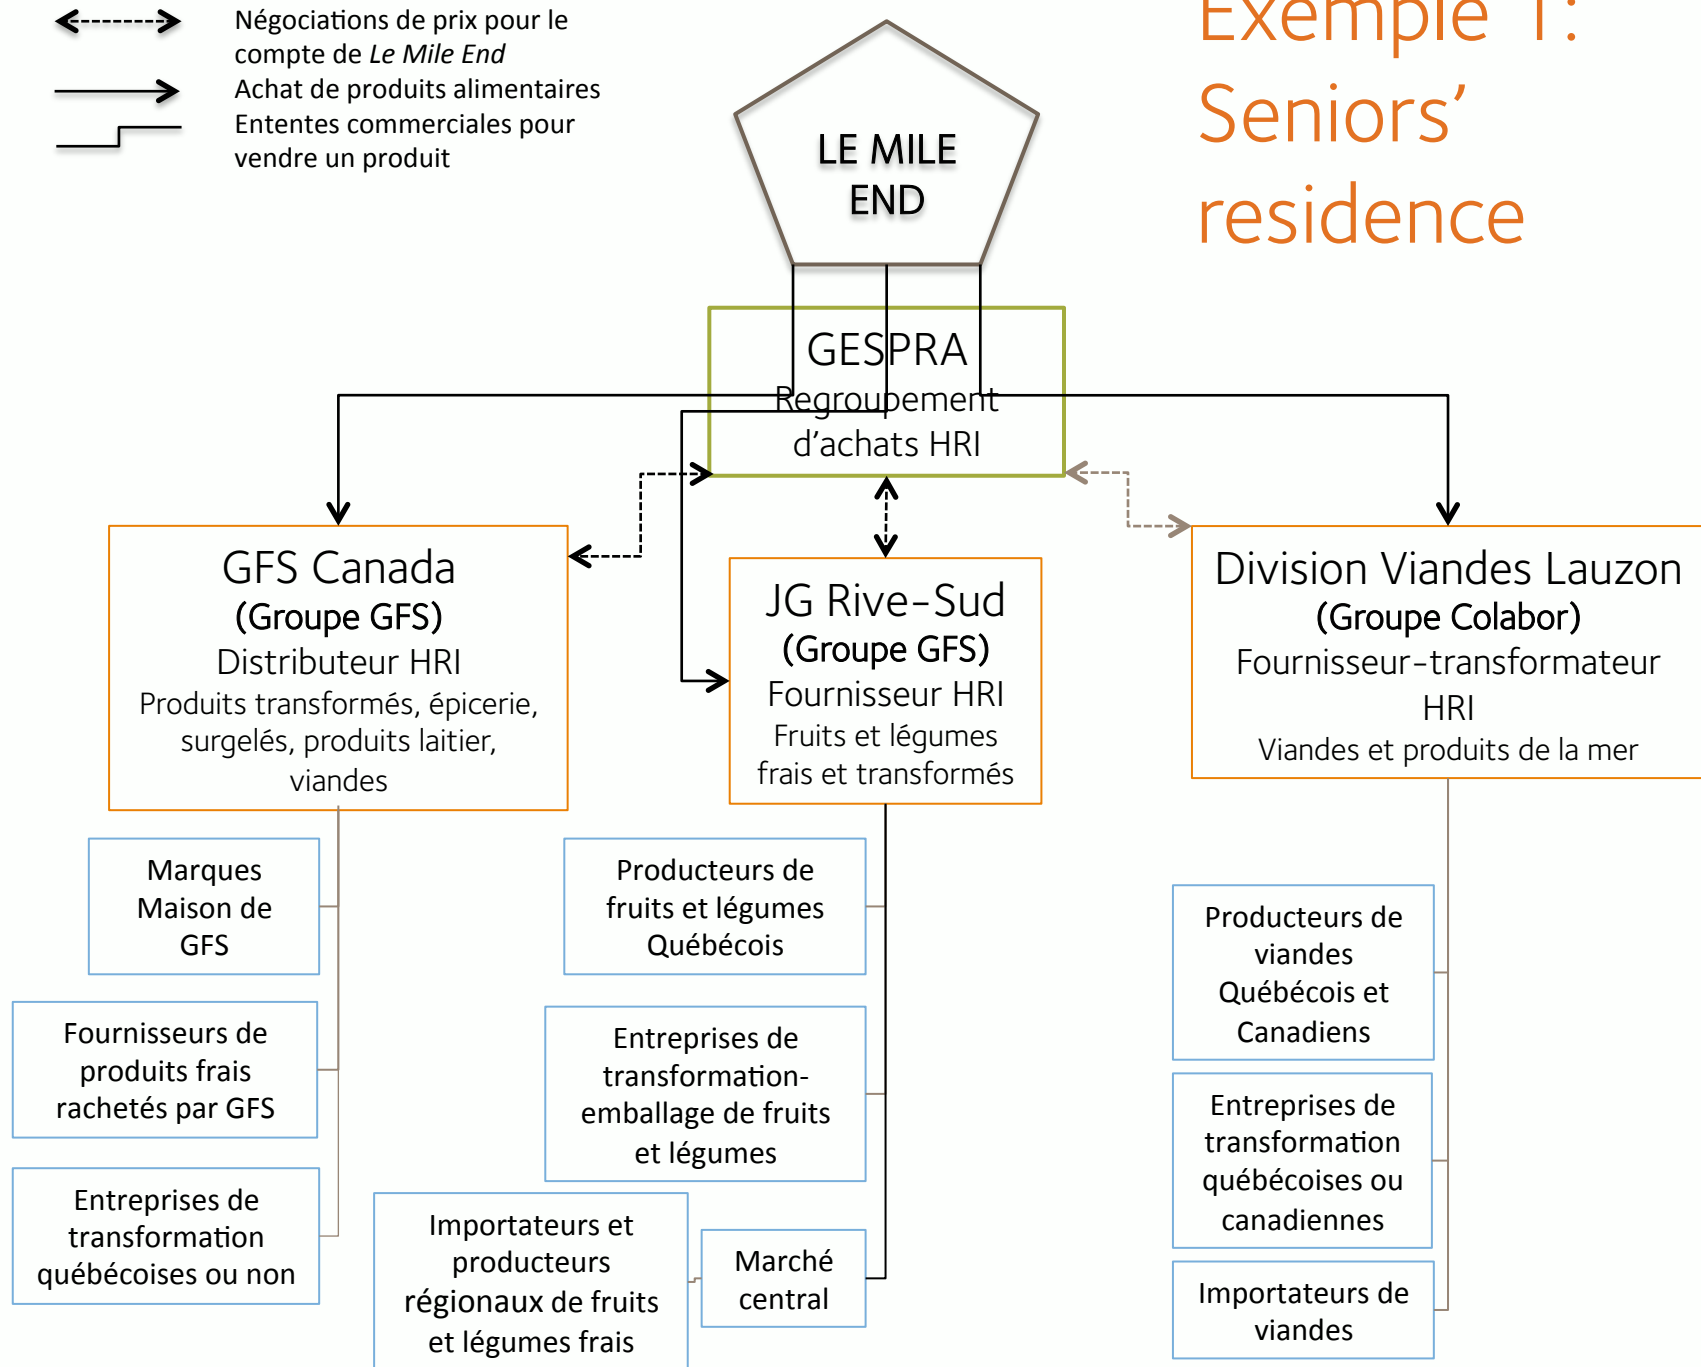 Négociations de prix pour le
compte de Le Mile End
Achat de produits alimentaires
Ententes commerciales pour
vendre un produit
Exemple 1:
Seniors’
residence
LE MILE
END
GESPRA
Regroupement
d’achats HRI
GFS Canada
(Groupe GFS)
Distributeur HRI
Produits transformés, épicerie,
surgelés, produits laitier,
viandes
JG Rive-Sud
(Groupe GFS)
Fournisseur HRI
Fruits et légumes
frais et transformés
Division Viandes Lauzon
(Groupe Colabor)
Fournisseur-transformateur
HRI
Viandes et produits de la mer
Marques
Maison de
GFS
Fournisseurs de
produits frais
rachetés par GFS
Entreprises de
transformation
québécoises ou non
Producteurs de
fruits et légumes
Québécois
Entreprises de
transformation-
emballage de fruits
et légumes
Importateurs et
producteurs
régionaux de fruits
et légumes frais
Marché
central
Producteurs de
viandes
Québécois et
Canadiens
Entreprises de
transformation
québécoises ou
canadiennes
Importateurs de
viandes